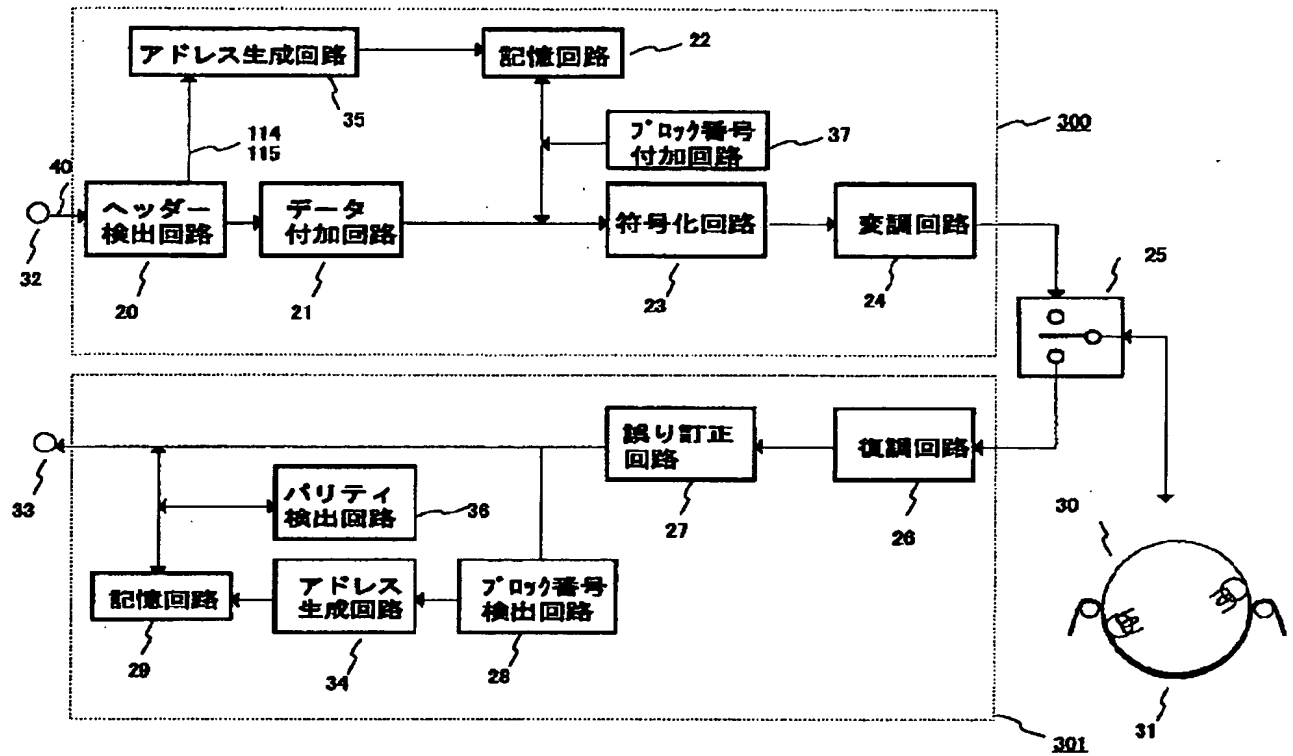 アドレス生成回路
35
記憶回路
22
114
115
ブロック番号
付加回路
37
300
40
32
ヘッダー
検出回路
20
データ
付加回路
21
符号化回路
23
変調回路
24
25
33
誤り訂正
回路
27
復調回路
26
パリティ
検出回路
36
記憶回路
29
アドレス
生成回路
34
ブロック番号
検出回路
28
30
31
301